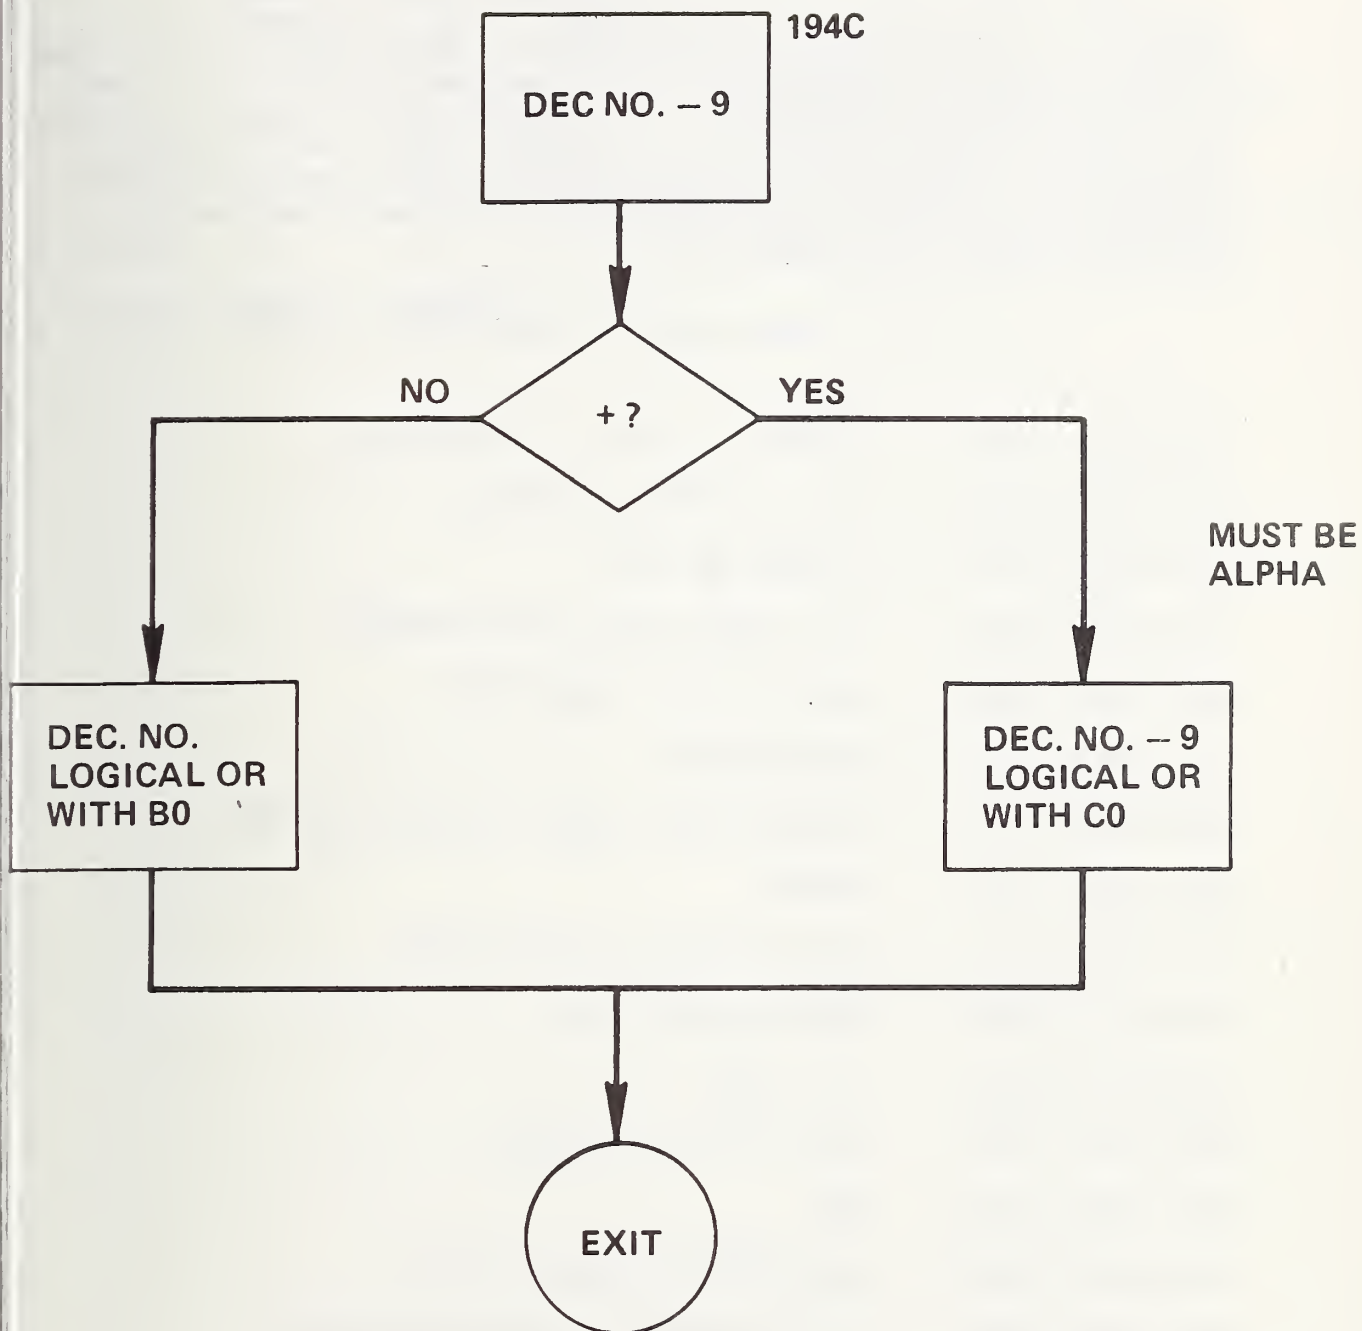 194C
DEC NO. – 9
NO
YES
+ ?
MUST BE
ALPHA
DEC. NO.
LOGICAL OR
WITH B0
DEC. NO. – 9
LOGICAL OR
WITH C0
EXIT